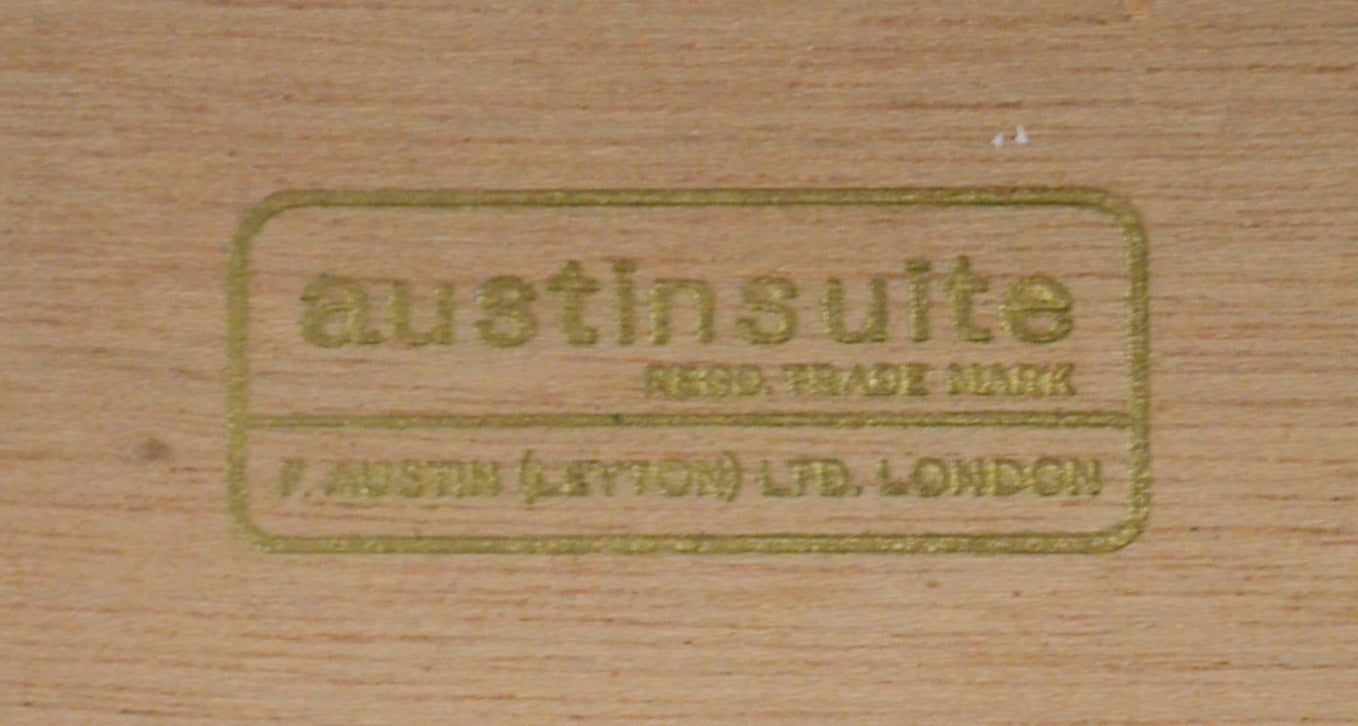 austinsuite
REGD. TRADE MARK
F. AUSTIN (LEYTON) LTD. LONDON